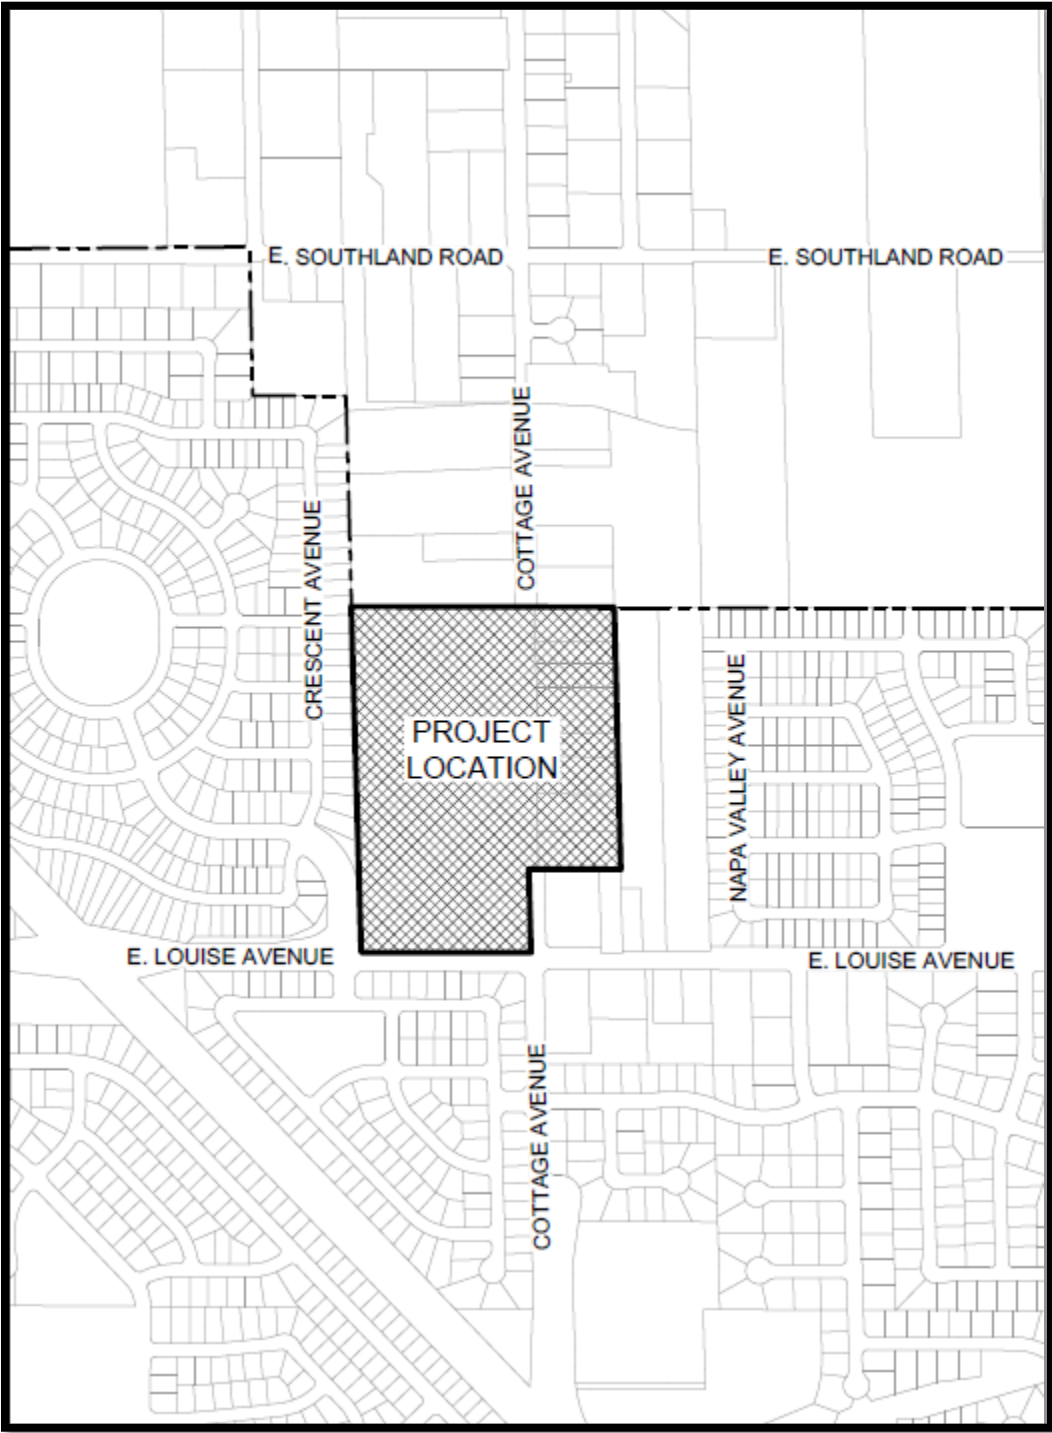 E. SOUTHLAND ROAD
E. SOUTHLAND ROAD
COTTAGE AVENUE
CRESCENT AVENUE
NAPA VALLEY AVENUE
PROJECT
LOCATION
E. LOUISE AVENUE
E. LOUISE AVENUE
COTTAGE AVENUE